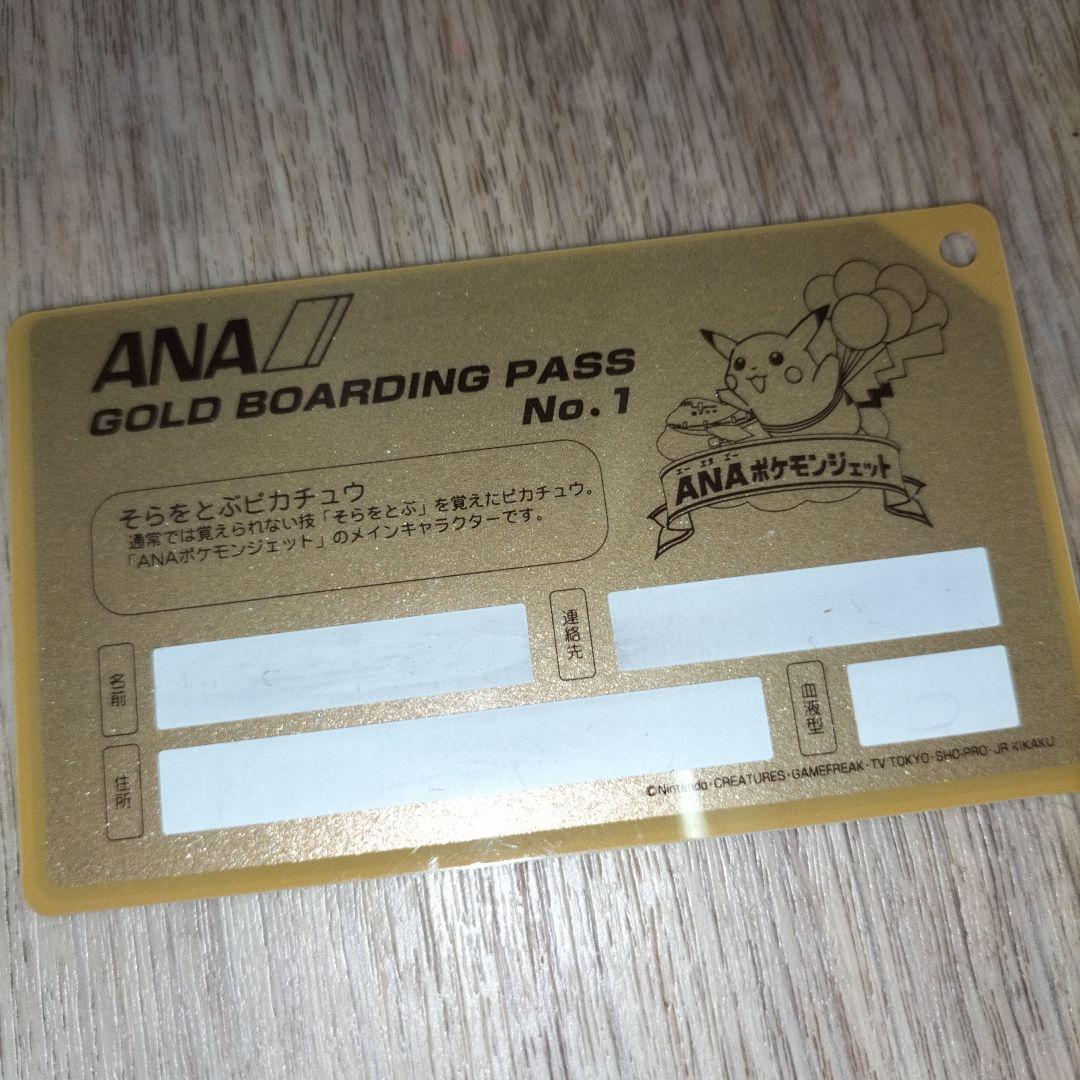 ANA
GOLD BOARDING PASS
No.1
そらをとぶピカチュウ
通常では覚えられない技「そらをとぶ」を覚えたピカチュウ。
「ANAポケモンジェット」のメインキャラクターです。
エー エヌ エー
ANAポケモンジェット
名前
連絡先
住所
血液型
©Nintendo・CREATURES・GAMEFREAK・TV TOKYO・SHO-PRO・JR KIKAKU